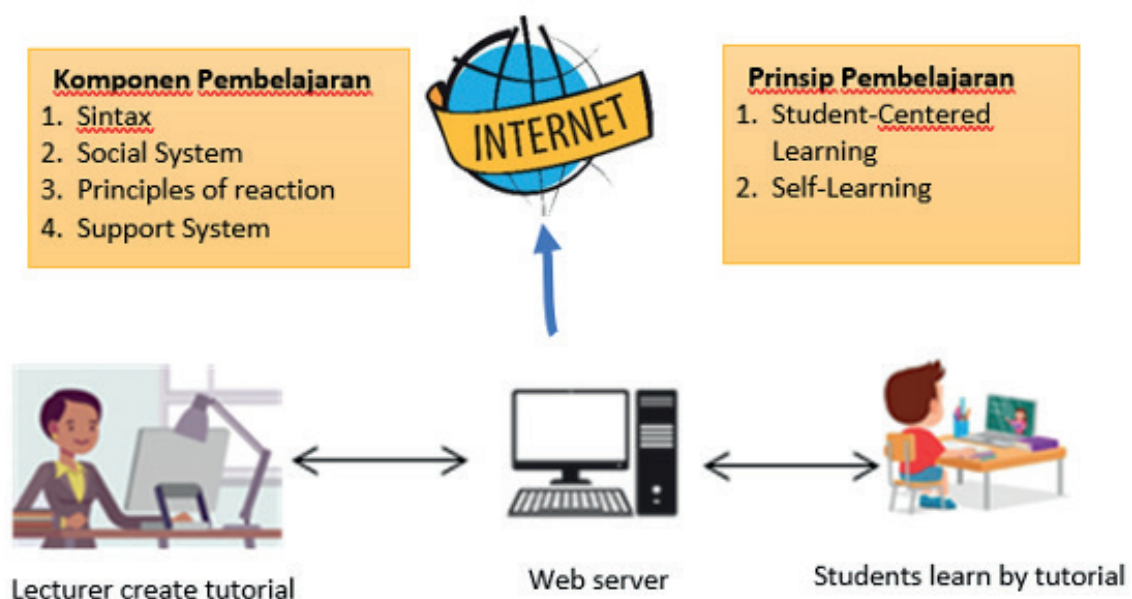 Komponen Pembelajaran
1. Sintax
2. Social System
3. Principles of reaction
4. Support System
INTERNET
Prinsip Pembelajaran
1. Student-Centered
Learning
2. Self-Learning
Lecturer create tutorial
Web server
Students learn by tutorial